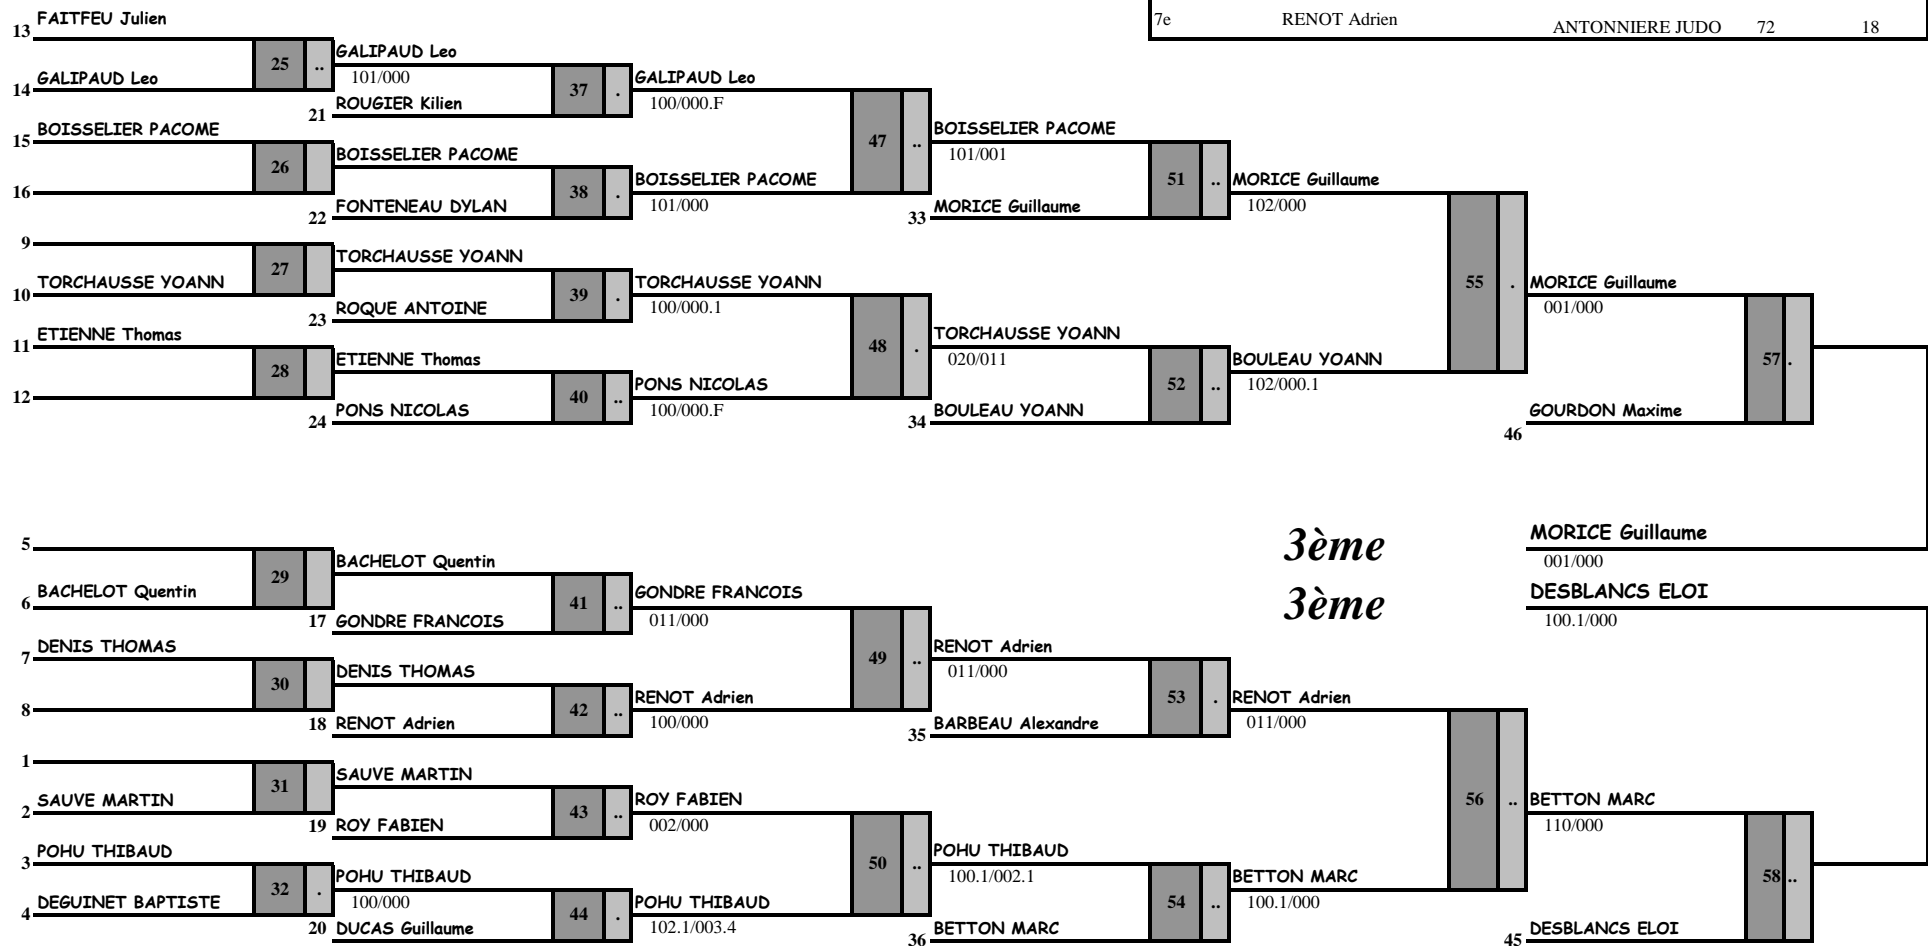 7e RENOT Adrien ANTONNIERE JUDO 72 18
13 FAITFEU Julien
25 .. GALIPAUD Leo
101/000
14 GALIPAUD Leo
37 . GALIPAUD Leo
100/000.F
21 ROUGIER Kilien
15 BOISSELIER PACOME
47 .. BOISSELIER PACOME
101/001
26 BOISSELIER PACOME
16
38 . BOISSELIER PACOME
101/000
51 .. MORICE Guillaume
102/000
22 FONTENEAU DYLAN
33 MORICE Guillaume
9
27 TORCHAUSSE YOANN
10 TORCHAUSSE YOANN
39 . TORCHAUSSE YOANN
100/000.1
55 . MORICE Guillaume
001/000
23 ROQUE ANTOINE
11 ETIENNE Thomas
48 . TORCHAUSSE YOANN
020/011
28 ETIENNE Thomas
52 .. BOULEAU YOANN
102/000.1
57 .
12
40 .. PONS NICOLAS
100/000.F
24 PONS NICOLAS
34 BOULEAU YOANN
46 GOURDON Maxime
3ème MORICE Guillaume
001/000
3ème DESBLANCS ELOI
100.1/000
5
29 BACHELOT Quentin
6 BACHELOT Quentin
41 .. GONDRE FRANCOIS
011/000
17 GONDRE FRANCOIS
7 DENIS THOMAS
49 .. RENOT Adrien
011/000
30 DENIS THOMAS
8
42 .. RENOT Adrien
100/000
53 . RENOT Adrien
011/000
18 RENOT Adrien
35 BARBEAU Alexandre
1
31 SAUVE MARTIN
2 SAUVE MARTIN
43 .. ROY FABIEN
002/000
56 .. BETTON MARC
110/000
19 ROY FABIEN
3 POHU THIBAUD
50 .. POHU THIBAUD
100.1/002.1
32 . POHU THIBAUD
100/000
54 .. BETTON MARC
100.1/000
58 ..
4 DEGUINET BAPTISTE
44 . POHU THIBAUD
102.1/003.4
20 DUCAS Guillaume
36 BETTON MARC
45 DESBLANCS ELOI